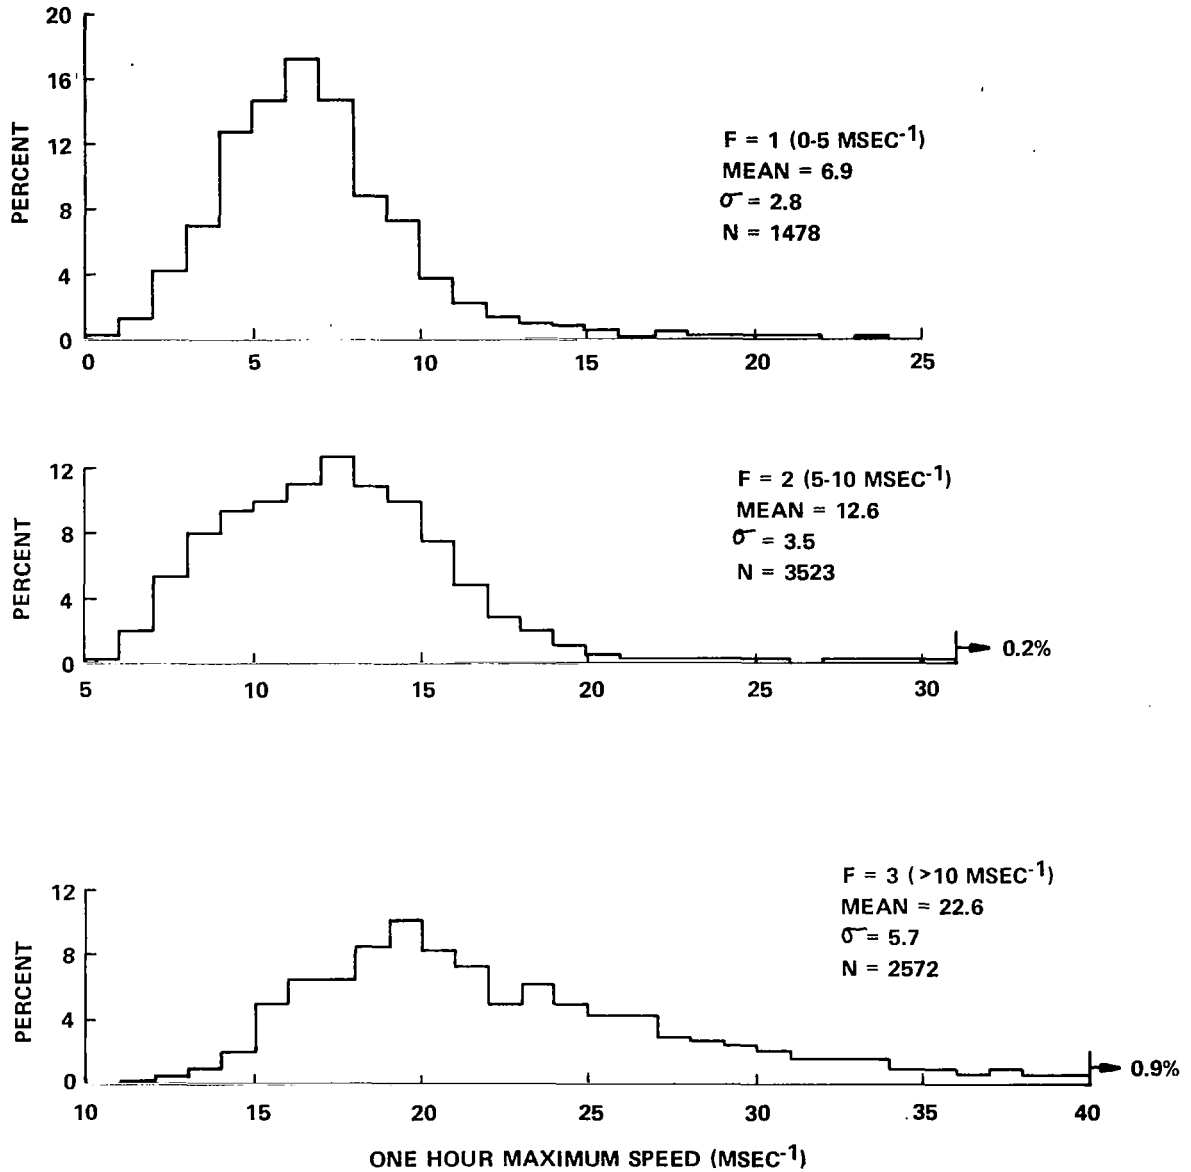 20
16
12
8
4
0
PERCENT
0 5 10 15 20 25
F = 1 (0-5 MSEC⁻¹)
MEAN = 6.9
σ = 2.8
N = 1478
12
8
4
0
PERCENT
5 10 15 20 25 30
F = 2 (5-10 MSEC⁻¹)
MEAN = 12.6
σ = 3.5
N = 3523
0.2%
12
8
4
0
PERCENT
10 15 20 25 30 35 40
F = 3 (>10 MSEC⁻¹)
MEAN = 22.6
σ = 5.7
N = 2572
0.9%
ONE HOUR MAXIMUM SPEED (MSEC⁻¹)